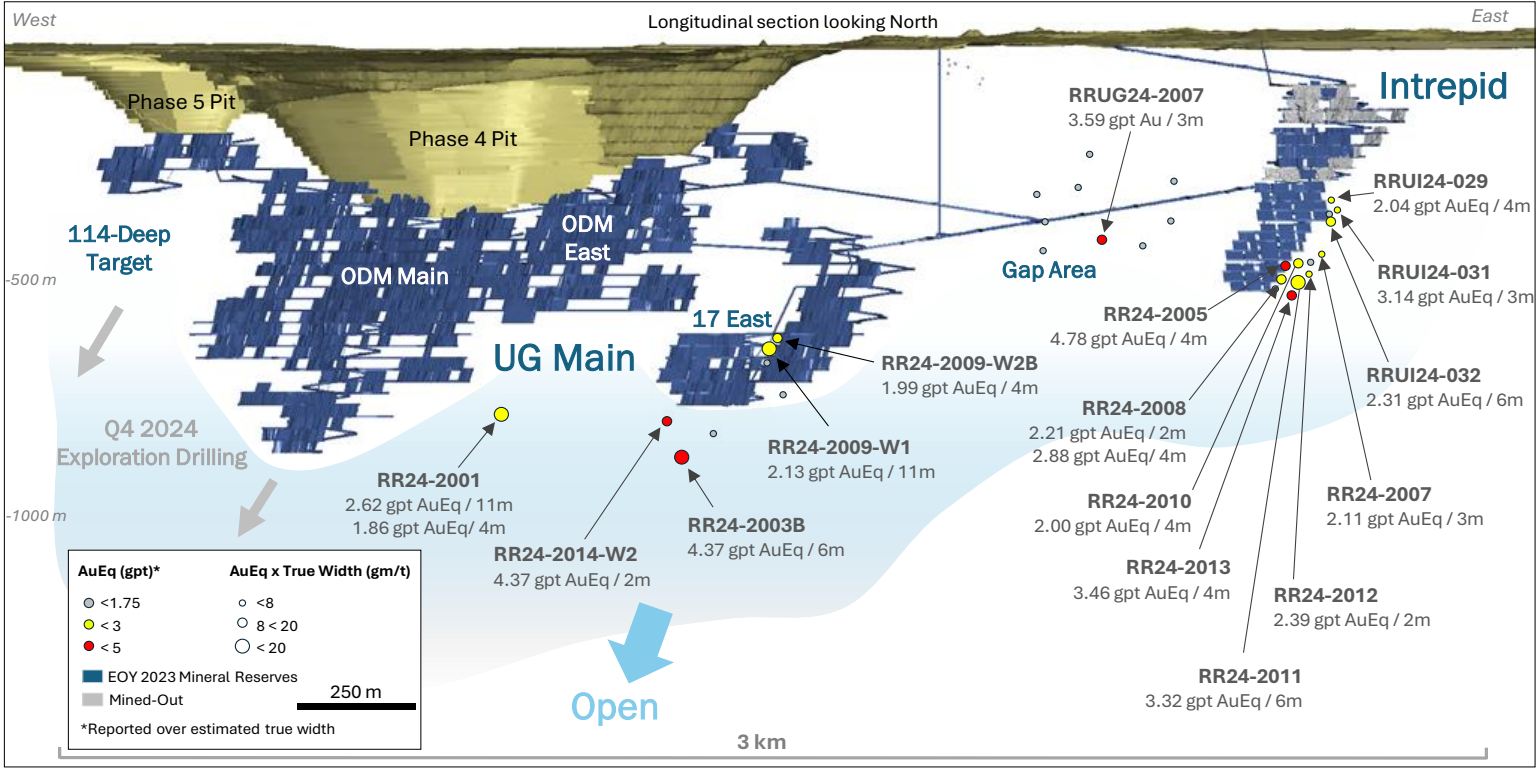 West
Longitudinal section looking North
East
Phase 5 Pit
Phase 4 Pit
Intrepid
RRUG24-2007
3.59 gpt Au / 3m
RRUI24-029
2.04 gpt AuEq / 4m
114-Deep
Target
ODM
East
ODM Main
Gap Area
RRUI24-031
3.14 gpt AuEq / 3m
-500 m
17 East
RR24-2005
4.78 gpt AuEq / 4m
UG Main
RR24-2009-W2B
1.99 gpt AuEq / 4m
RRUI24-032
2.31 gpt AuEq / 6m
RR24-2008
2.21 gpt AuEq / 2m
2.88 gpt AuEq/ 4m
Q4 2024
Exploration Drilling
RR24-2009-W1
2.13 gpt AuEq / 11m
RR24-2001
2.62 gpt AuEq / 11m
1.86 gpt AuEq/ 4m
RR24-2010
2.00 gpt AuEq / 4m
RR24-2007
2.11 gpt AuEq / 3m
-1000 m
RR24-2003B
4.37 gpt AuEq / 6m
RR24-2014-W2
4.37 gpt AuEq / 2m
RR24-2013
3.46 gpt AuEq / 4m
RR24-2012
2.39 gpt AuEq / 2m
RR24-2011
3.32 gpt AuEq / 6m
Open
AuEq (gpt)*
AuEq x True Width (gm/t)
<1.75
<8
< 3
8 < 20
< 5
< 20
EOY 2023 Mineral Reserves
Mined-Out
250 m
*Reported over estimated true width
3 km